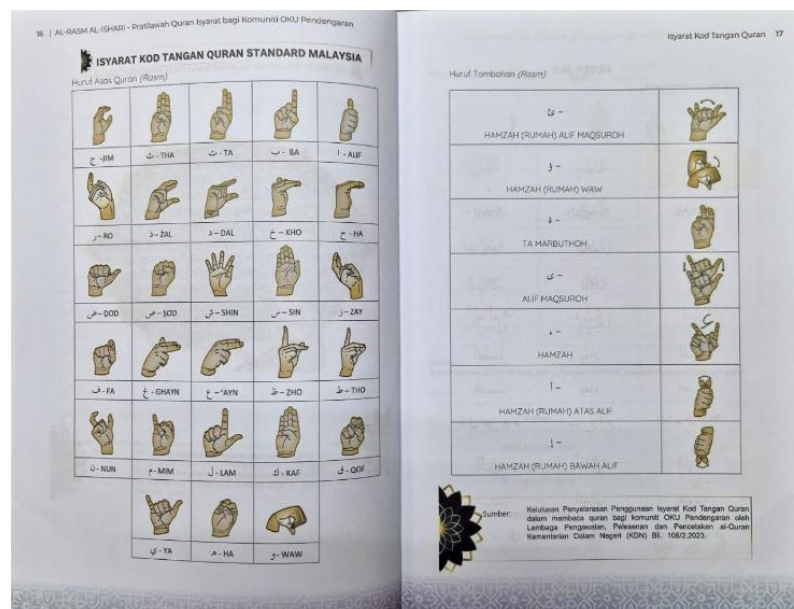 16 | AL-RASM AL-ISHARI - Pratilawah Quran Isyarat bagi Komuniti OKU Pendengaran
ISYARAT KOD TANGAN QURAN STANDARD MALAYSIA
Huruf Asas Quran (Rasm)
ج - JIM
ث - THA
ت - TA
ب - BA
ا - ALIF
ر - RO
ذ - ŻAL
د - DAL
خ - KHO
ح - HA
ض - DOD
ص - SOD
ش - SHIN
س - SIN
ز - ZAY
ف - FA
غ - GHAYN
ع - 'AYN
ظ - ZHO
ط - THO
ن - NUN
م - MIM
ل - LAM
ك - KAF
ق - QOF
ي - YA
ه - HA
و - WAW
Isyarat Kod Tangan Quran 17
Huruf Tambahan (Rasm)
ئ -
HAMZAH (RUMAH) ALIF MAQSUROH
ؤ -
HAMZAH (RUMAH) WAW
ة -
TA MARBUTHOH
ى -
ALIF MAQSUROH
ء -
HAMZAH
أ -
HAMZAH (RUMAH) ATAS ALIF
إ -
HAMZAH (RUMAH) BAWAH ALIF
Sumber: Kelulusan Penyelarasan Penggunaan Isyarat Kod Tangan Quran
dalam membaca quran bagi komuniti OKU Pendengaran oleh
Lembaga Pengawalan, Pelesenan dan Pencetakan al-Quran
Kementerian Dalam Negeri (KDN) Bil. 108/2.2023.